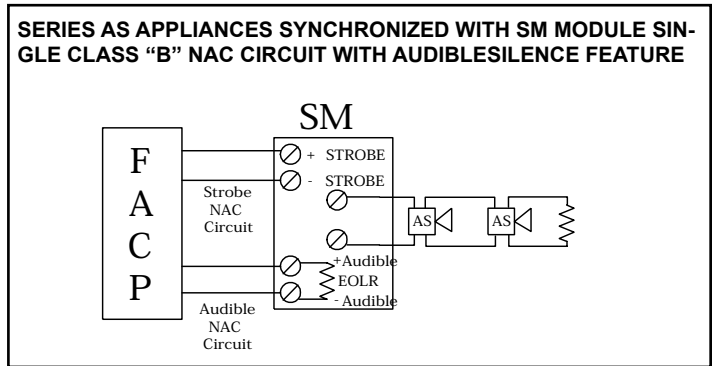 SERIES AS APPLIANCES SYNCHRONIZED WITH SM MODULE SIN-
GLE CLASS “B” NAC CIRCUIT WITH AUDIBLESILENCE FEATURE
SM
F
A
C
P
+ STROBE
- STROBE
Strobe
NAC
Circuit
AS
AS
+Audible
EOLR
- Audible
Audible
NAC
Circuit